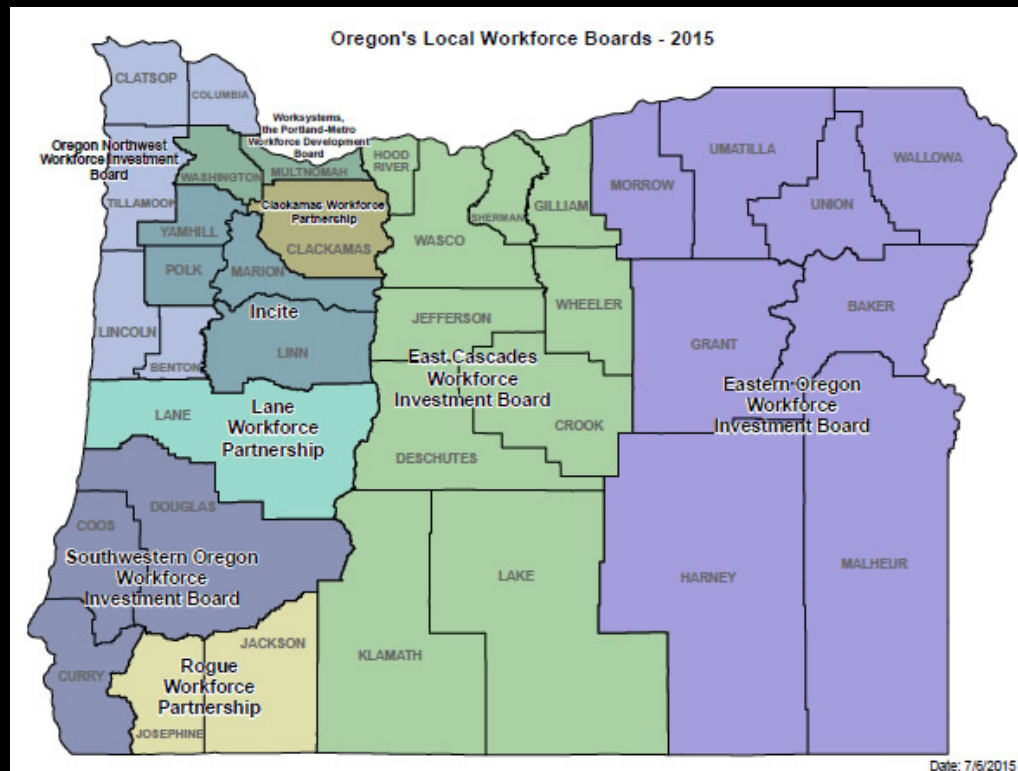 Oregon's Local Workforce Boards - 2015
CLATSOP
COLUMBIA
Worksystems,
the Portland-Metro
Workforce Development
Board
Oregon Northwest
Workforce Investment
Board
WASHINGTON
MULTNOMAH
HOOD
RIVER
TILLAMOOK
Clackamas Workforce
Partnership
CLACKAMAS
YAMHILL
POLK
MARION
Incite
LINCOLN
BENTON
LINN
WASCO
SHERMAN
GILLIAM
MORROW
UMATILLA
UNION
WALLOWA
JEFFERSON
WHEELER
East Cascades
Workforce
Investment Board
CROOK
DESCHUTES
GRANT
BAKER
Eastern Oregon
Workforce
Investment Board
LANE
Lane
Workforce
Partnership
DOUGLAS
COOS
Southwestern Oregon
Workforce
Investment Board
CURRY
JACKSON
Rogue
Workforce
Partnership
JOSEPHINE
KLAMATH
LAKE
HARNEY
MALHEUR
Date: 7/6/2015